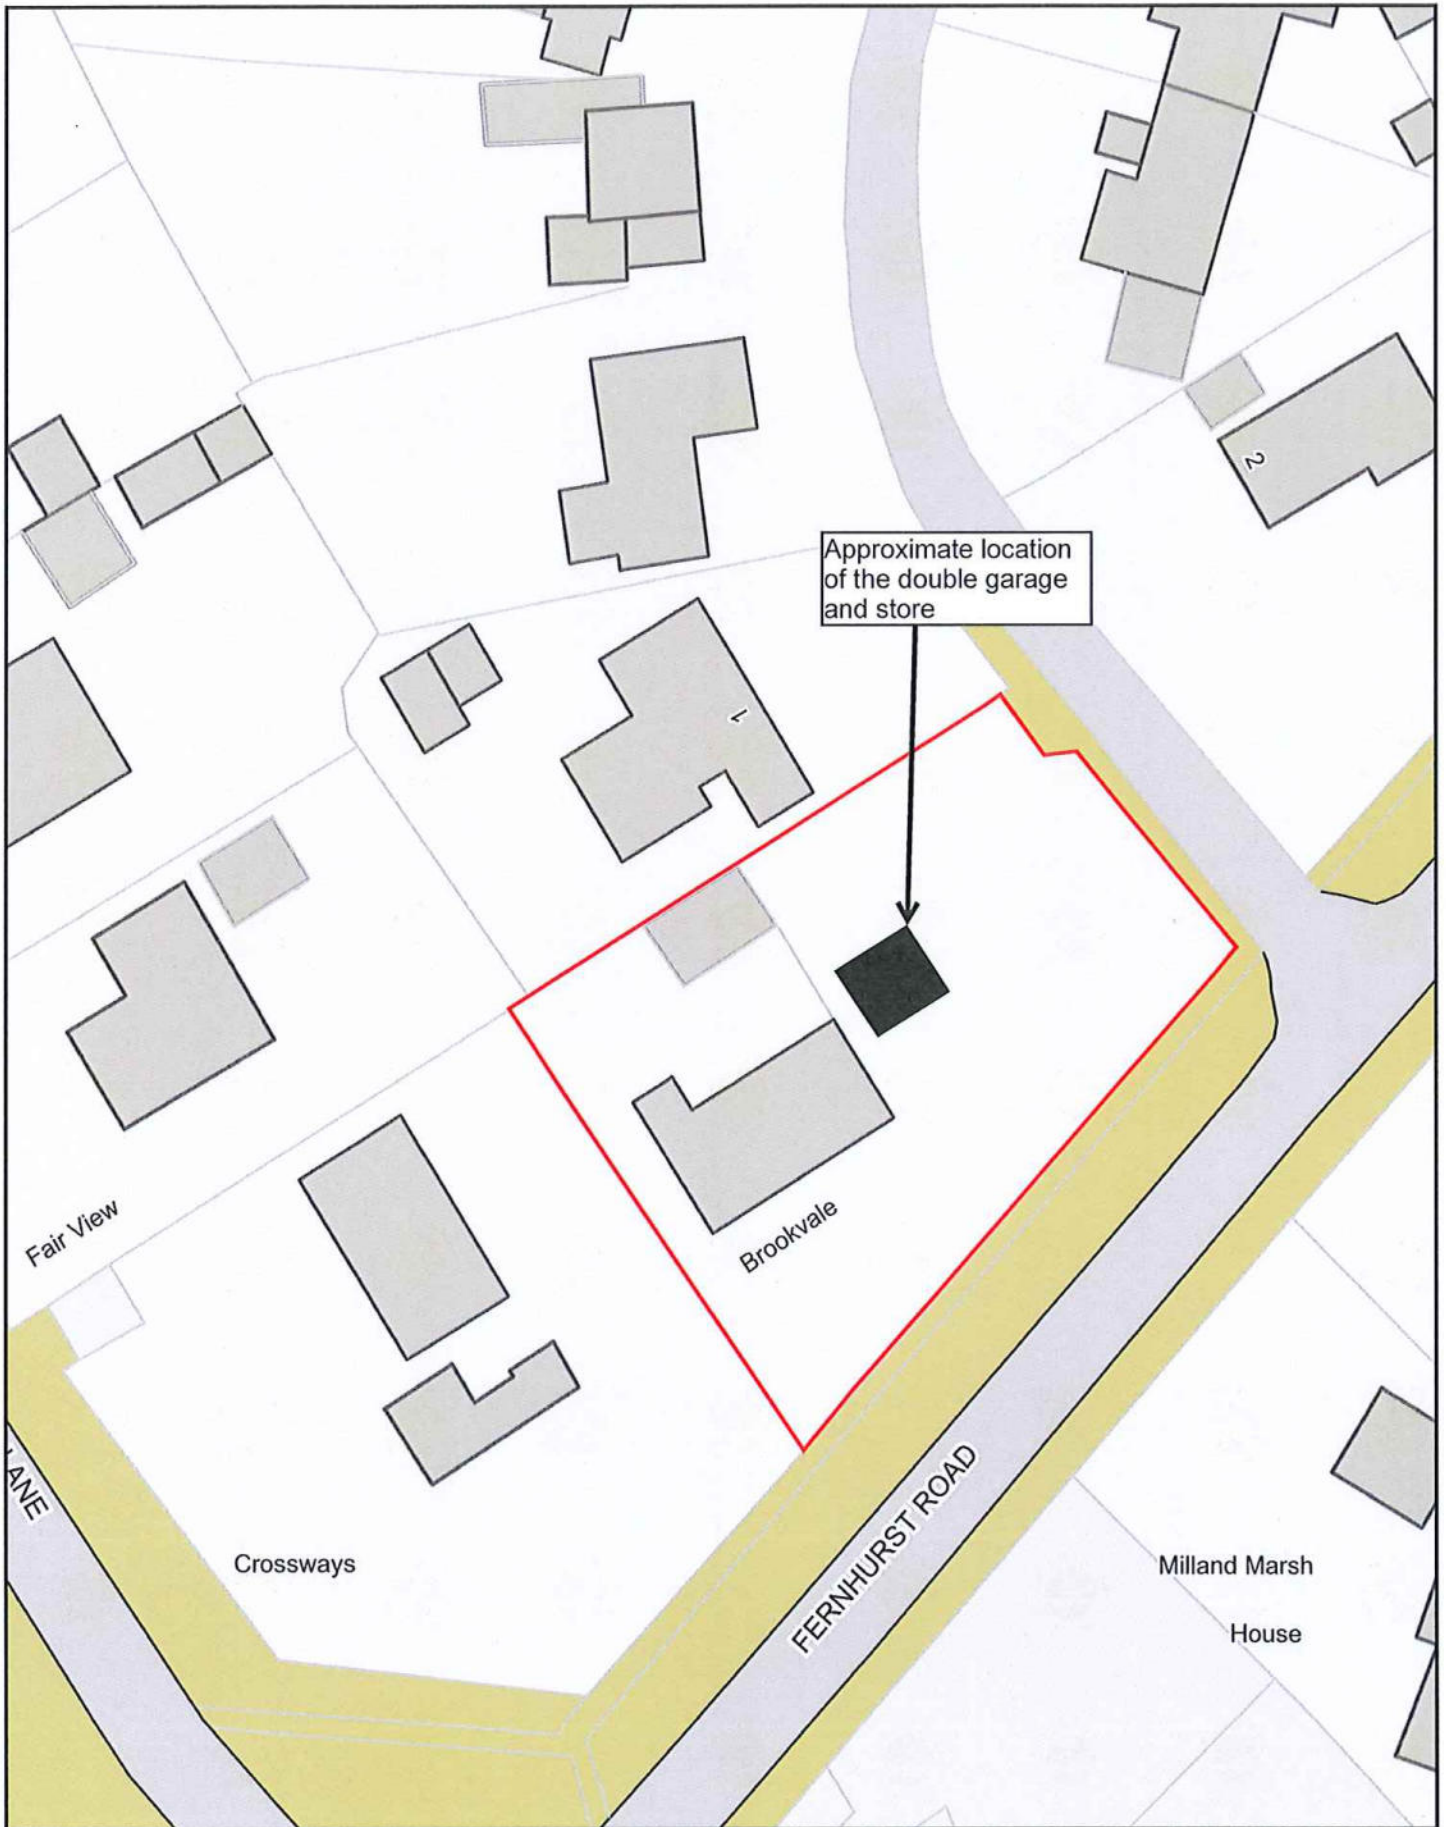 2
Approximate location
of the double garage
and store
1
Fair View
Brookvale
LANE
FERNHURST ROAD
Crossways
Milland Marsh
House